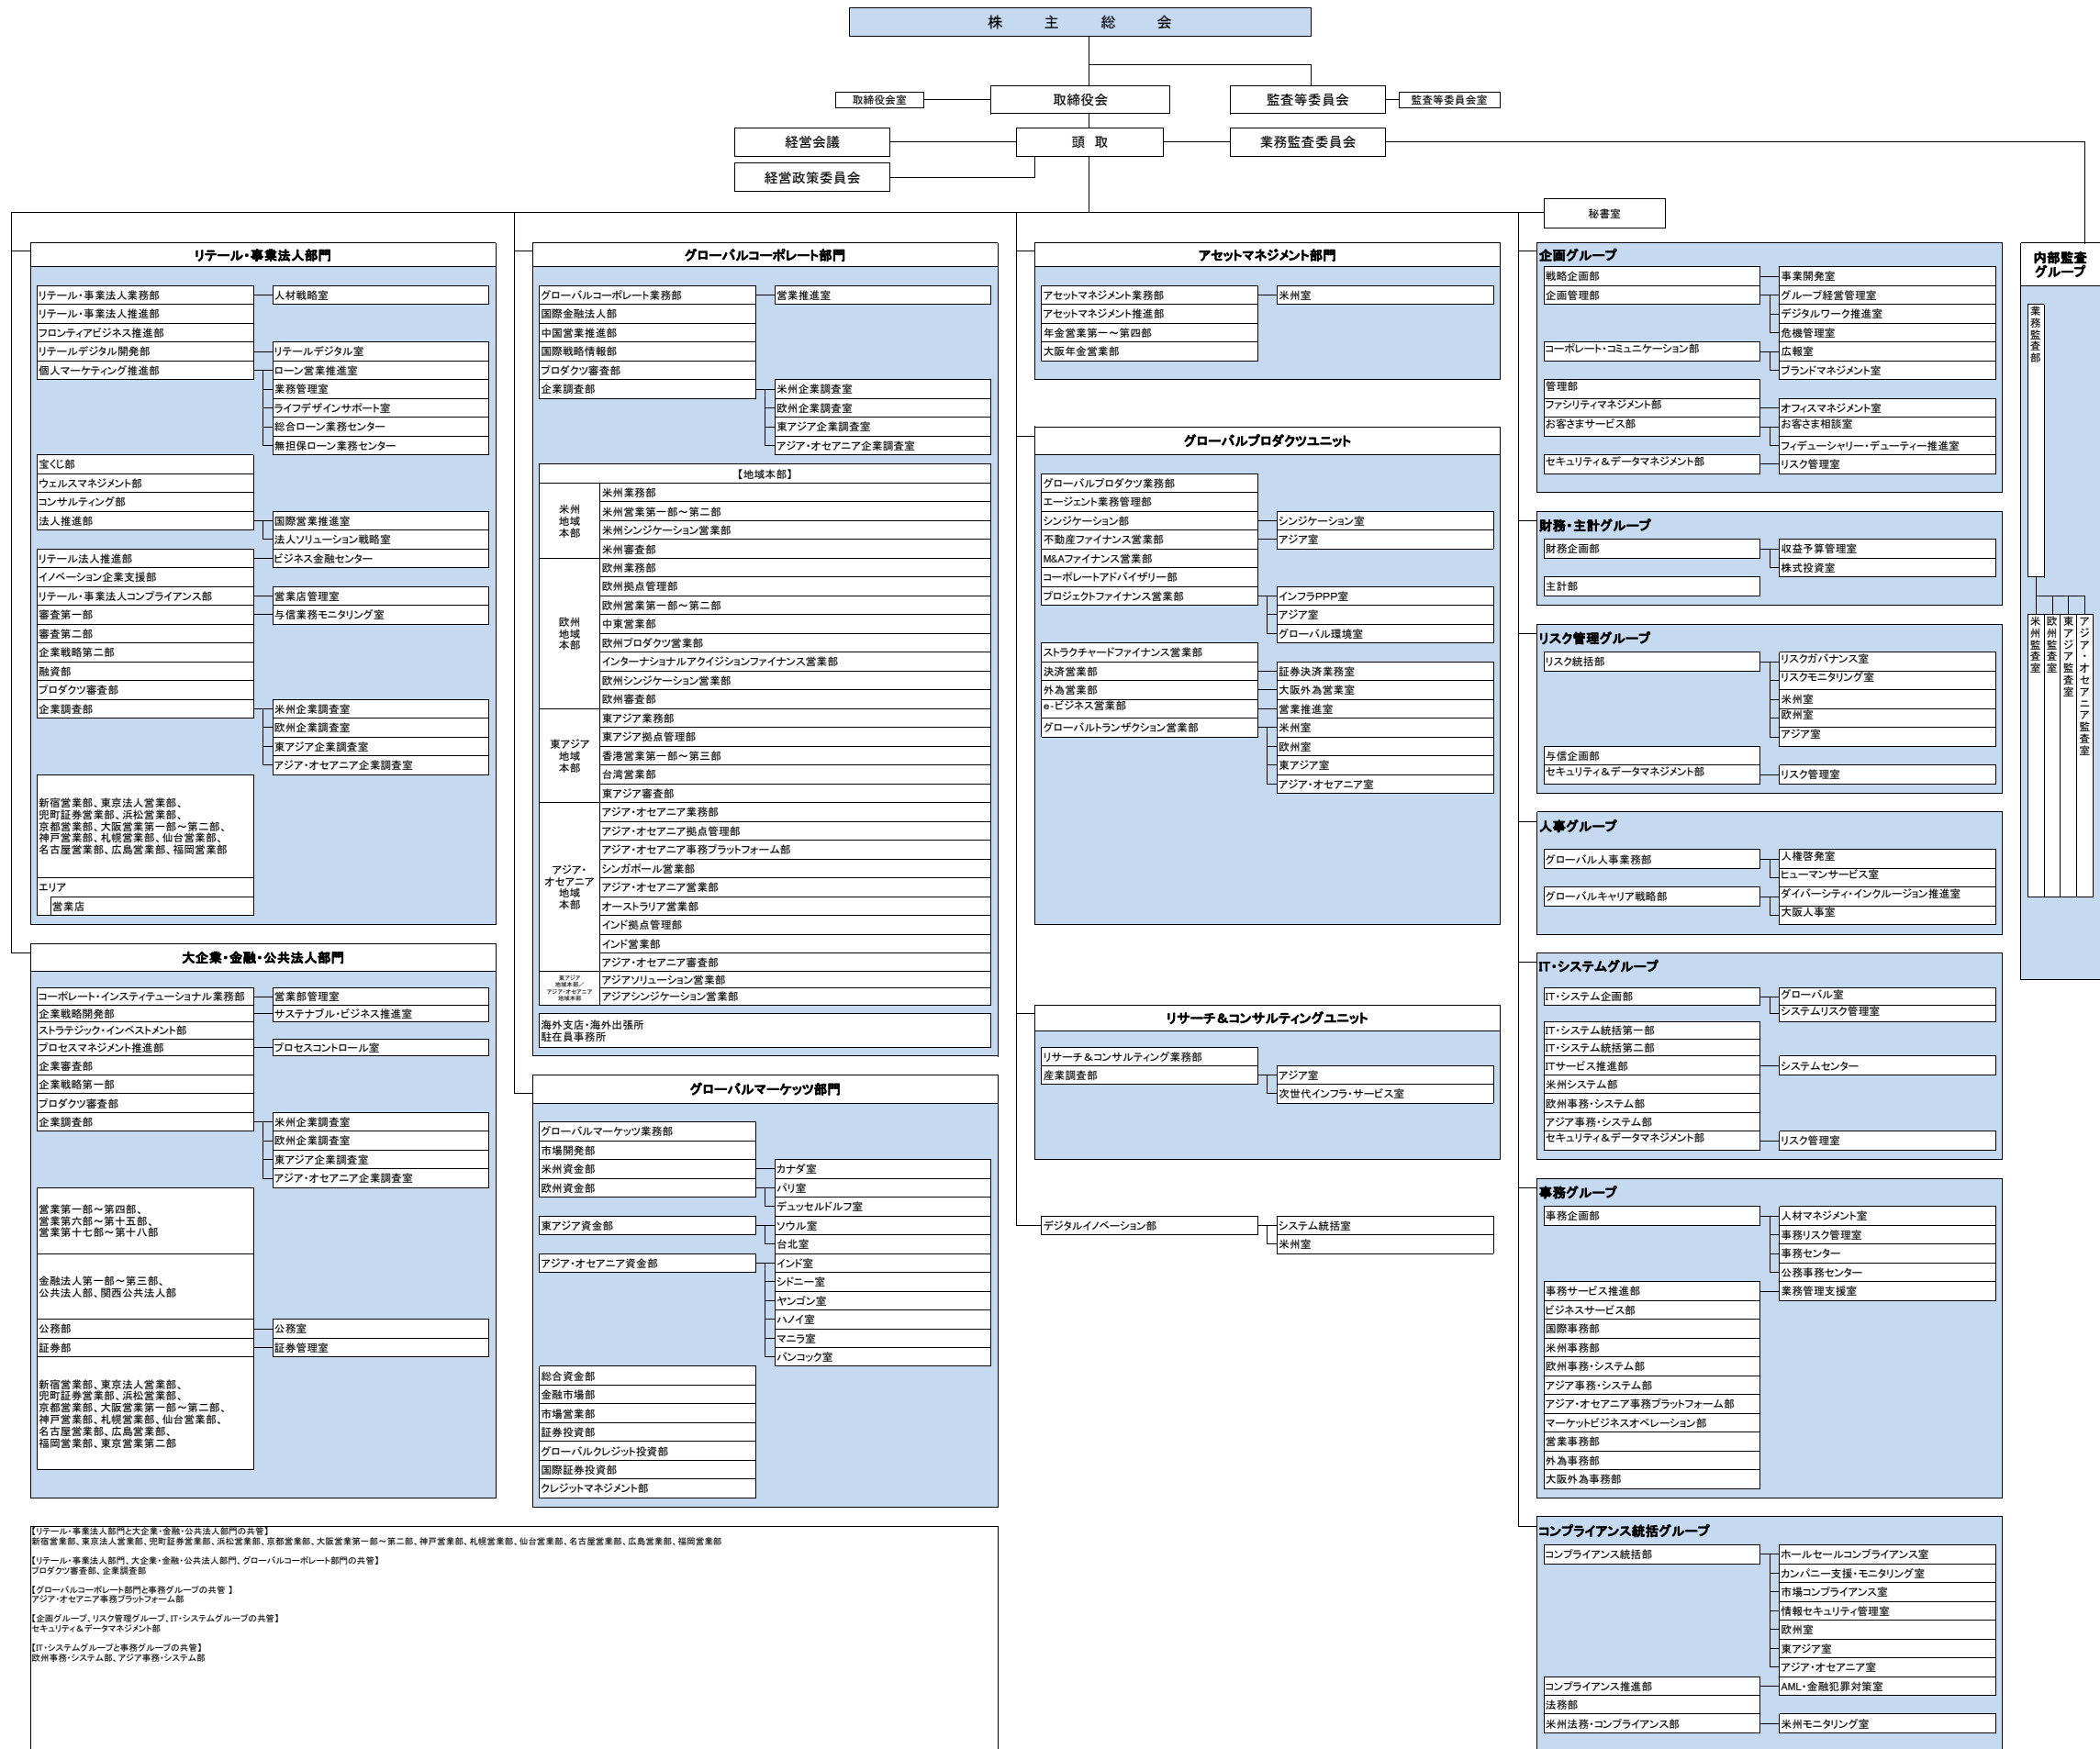 株 主 総 会
取締役会室
取締役会
監査等委員会
監査等委員会室
経営会議
頭 取
業務監査委員会
経営政策委員会
秘書室
リテール・事業法人部門
リテール・事業法人業務部
人材戦略室
リテール・事業法人推進部
フロンティアビジネス推進部
リテールデジタル開発部
リテールデジタル室
個人マーケティング推進部
ローン営業推進室
業務管理室
ライフデザインサポート室
総合ローン業務センター
無担保ローン業務センター
宝くじ部
ウェルスマネジメント部
コンサルティング部
法人推進部
国際営業推進室
法人ソリューション戦略室
リテール法人推進部
ビジネス金融センター
イノベーション企業支援部
リテール・事業法人コンプライアンス部
営業店管理室
審査第一部
与信業務モニタリング室
審査第二部
企業戦略第二部
融資部
プロダクツ審査部
企業調査部
米州企業調査室
欧州企業調査室
東アジア企業調査室
アジア・オセアニア企業調査室
新宿営業部、東京法人営業部、
兜町証券営業部、浜松営業部、
京都営業部、大阪営業第一部～第二部、
神戸営業部、札幌営業部、仙台営業部、
名古屋営業部、広島営業部、福岡営業部
エリア
営業店
大企業・金融・公共法人部門
コーポレート・インスティテューショナル業務部
営業部管理室
企業戦略開発部
サステナブル・ビジネス推進室
ストラテジック・インベストメント部
プロセスマネジメント推進部
プロセスコントロール室
企業審査部
企業戦略第一部
プロダクツ審査部
企業調査部
米州企業調査室
欧州企業調査室
東アジア企業調査室
アジア・オセアニア企業調査室
営業第一部～第四部、
営業第六部～第十五部、
営業第十七部～第十八部
金融法人第一部～第三部、
公共法人部、関西公共法人部
公務部
公務室
証券部
証券管理室
新宿営業部、東京法人営業部、
兜町証券営業部、浜松営業部、
京都営業部、大阪営業第一部～第二部、
神戸営業部、札幌営業部、仙台営業部、
名古屋営業部、広島営業部、
福岡営業部、東京営業第二部
グローバルコーポレート部門
グローバルコーポレート業務部
営業推進室
国際金融法人部
中国営業推進部
国際戦略情報部
プロダクツ審査部
企業調査部
米州企業調査室
欧州企業調査室
東アジア企業調査室
アジア・オセアニア企業調査室
【地域本部】
米州
地域
本部
米州業務部
米州営業第一部～第二部
米州シンジケーション営業部
米州審査部
欧州
地域
本部
欧州業務部
欧州拠点管理部
欧州営業第一部～第二部
中東営業部
欧州プロダクツ営業部
インターナショナルアクイジションファイナンス営業部
欧州シンジケーション営業部
欧州審査部
東アジア
地域
本部
東アジア業務部
東アジア拠点管理部
香港営業第一部～第三部
台湾営業部
東アジア審査部
アジア・
オセアニア
地域
本部
アジア・オセアニア業務部
アジア・オセアニア拠点管理部
アジア・オセアニア事務プラットフォーム部
シンガポール営業部
アジア・オセアニア営業部
オーストラリア営業部
インド拠点管理部
インド営業部
アジア・オセアニア審査部
東アジア
地域本部／
アジア・オセアニア
地域本部
アジアソリューション営業部
アジアシンジケーション営業部
海外支店・海外出張所
駐在員事務所
グローバルマーケッツ部門
グローバルマーケッツ業務部
市場開発部
米州資金部
カナダ室
欧州資金部
パリ室
デュッセルドルフ室
東アジア資金部
ソウル室
台北室
アジア・オセアニア資金部
インド室
シドニー室
ヤンゴン室
ハノイ室
マニラ室
バンコック室
総合資金部
金融市場部
市場営業部
証券投資部
グローバルクレジット投資部
国際証券投資部
クレジットマネジメント部
アセットマネジメント部門
アセットマネジメント業務部
米州室
アセットマネジメント推進部
年金営業第一～第四部
大阪年金営業部
グローバルプロダクツユニット
グローバルプロダクツ業務部
エージェント業務管理部
シンジケーション部
シンジケーション室
不動産ファイナンス営業部
アジア室
M&Aファイナンス営業部
コーポレートアドバイザリー部
プロジェクトファイナンス営業部
インフラPPP室
アジア室
グローバル環境室
ストラクチャードファイナンス営業部
決済営業部
証券決済業務室
外為営業部
大阪外為営業室
e-ビジネス営業部
営業推進室
グローバルトランザクション営業部
米州室
欧州室
東アジア室
アジア・オセアニア室
リサーチ＆コンサルティングユニット
リサーチ＆コンサルティング業務部
産業調査部
アジア室
次世代インフラ・サービス室
デジタルイノベーション部
システム統括室
米州室
企画グループ
戦略企画部
事業開発室
企画管理部
グループ経営管理室
デジタルワーク推進室
危機管理室
コーポレート・コミュニケーション部
広報室
ブランドマネジメント室
管理部
ファシリティマネジメント部
オフィスマネジメント室
お客さまサービス部
お客さま相談室
フィデューシャリー・デューティー推進室
セキュリティ＆データマネジメント部
リスク管理室
財務・主計グループ
財務企画部
収益予算管理室
株式投資室
主計部
リスク管理グループ
リスク統括部
リスクガバナンス室
リスクモニタリング室
米州室
欧州室
アジア室
与信企画部
セキュリティ＆データマネジメント部
リスク管理室
人事グループ
グローバル人事業務部
人権啓発室
ヒューマンサービス室
グローバルキャリア戦略部
ダイバーシティ・インクルージョン推進室
大阪人事室
IT・システムグループ
IT・システム企画部
グローバル室
システムリスク管理室
IT・システム統括第一部
IT・システム統括第二部
ITサービス推進部
システムセンター
米州システム部
欧州事務・システム部
アジア事務・システム部
セキュリティ＆データマネジメント部
リスク管理室
事務グループ
事務企画部
人材マネジメント室
事務リスク管理室
事務センター
公務事務センター
事務サービス推進部
業務管理支援室
ビジネスサービス部
国際事務部
米州事務部
欧州事務・システム部
アジア事務・システム部
アジア・オセアニア事務プラットフォーム部
マーケットビジネスオペレーション部
営業事務部
外為事務部
大阪外為事務部
コンプライアンス統括グループ
コンプライアンス統括部
ホールセールコンプライアンス室
カンパニー支援・モニタリング室
市場コンプライアンス室
情報セキュリティ管理室
欧州室
東アジア室
アジア・オセアニア室
コンプライアンス推進部
AML・金融犯罪対策室
法務部
米州法務・コンプライアンス部
米州モニタリング室
内部監査
グループ
業務監査部
米州監査室
欧州監査室
東アジア監査室
アジア・オセアニア監査室
【リテール・事業法人部門と大企業・金融・公共法人部門の共管】
新宿営業部、東京法人営業部、兜町証券営業部、浜松営業部、京都営業部、大阪営業第一部～第二部、神戸営業部、札幌営業部、仙台営業部、名古屋営業部、広島営業部、福岡営業部
【リテール・事業法人部門、大企業・金融・公共法人部門、グローバルコーポレート部門の共管】
プロダクツ審査部、企業調査部
【グローバルコーポレート部門と事務グループの共管 】
アジア・オセアニア事務プラットフォーム部
【企画グループ、リスク管理グループ、IT・システムグループの共管】
セキュリティ＆データマネジメント部
【IT・システムグループと事務グループの共管】
欧州事務・システム部、アジア事務・システム部